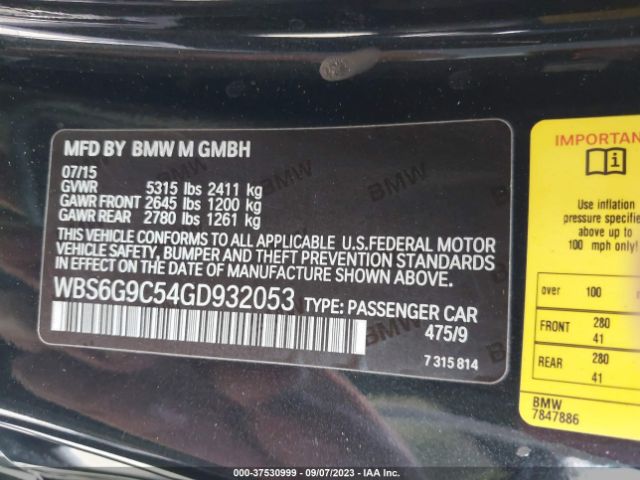 MFD BY BMW M GMBH
07/15
GVWR 5315 lbs 2411 kg
GAWR FRONT 2645 lbs 1200 kg
GAWR REAR 2780 lbs 1261 kg
THIS VEHICLE CONFORMS TO ALL APPLICABLE U.S.FEDERAL MOTOR
VEHICLE SAFETY, BUMPER AND THEFT PREVENTION STANDARDS
IN EFFECT ON THE DATE OF MANUFACTURE SHOWN ABOVE.
WBS6G9C54GD932053 TYPE: PASSENGER CAR
475/9
7 315 814
BMW
BMW
BMW
IMPORTAN
Use inflation
pressure specifie
above up to
100 mph only!
over 100 m
FRONT 280
41
REAR 280
41
BMW
7847886
000-37530999 - 09/07/2023 - IAA Inc.